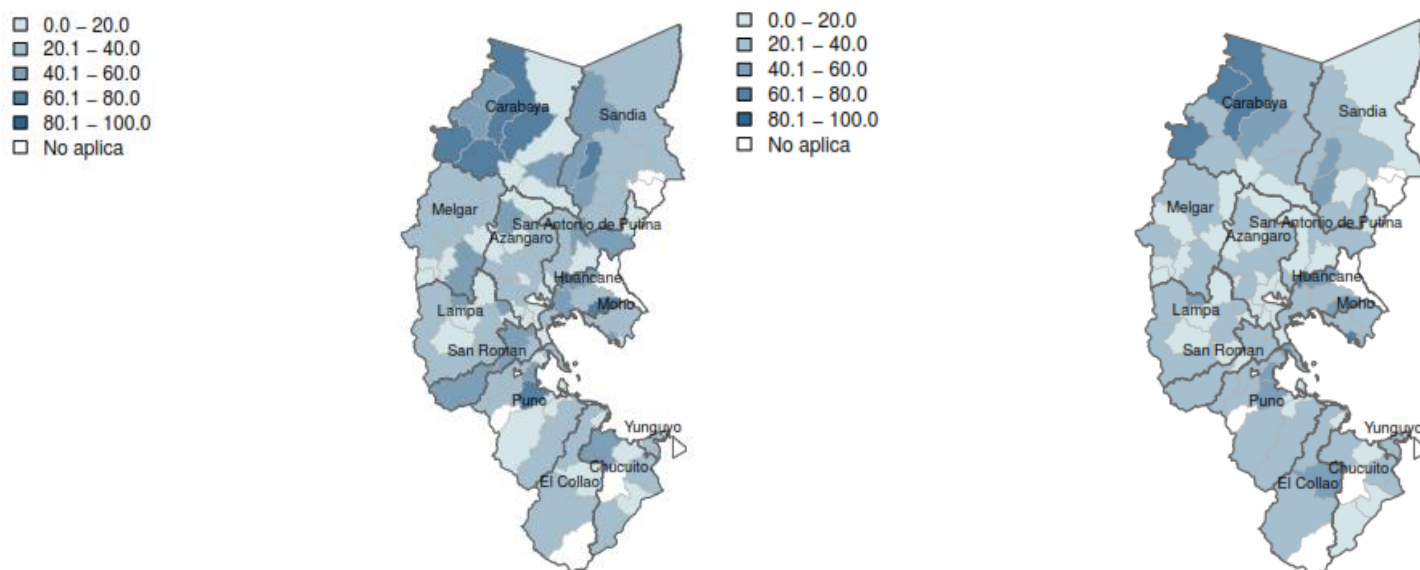 0.0 – 20.0
20.1 – 40.0
40.1 – 60.0
60.1 – 80.0
80.1 – 100.0
No aplica
Carabaya
Sandia
Melgar
San Antonio de Putina
Azangaro
Huancane
Moho
Lampa
San Roman
Puno
Yunguyo
Chucuito
El Collao
0.0 – 20.0
20.1 – 40.0
40.1 – 60.0
60.1 – 80.0
80.1 – 100.0
No aplica
Carabaya
Sandia
Melgar
San Antonio de Putina
Azangaro
Huancane
Moho
Lampa
San Roman
Puno
Yunguyo
Chucuito
El Collao